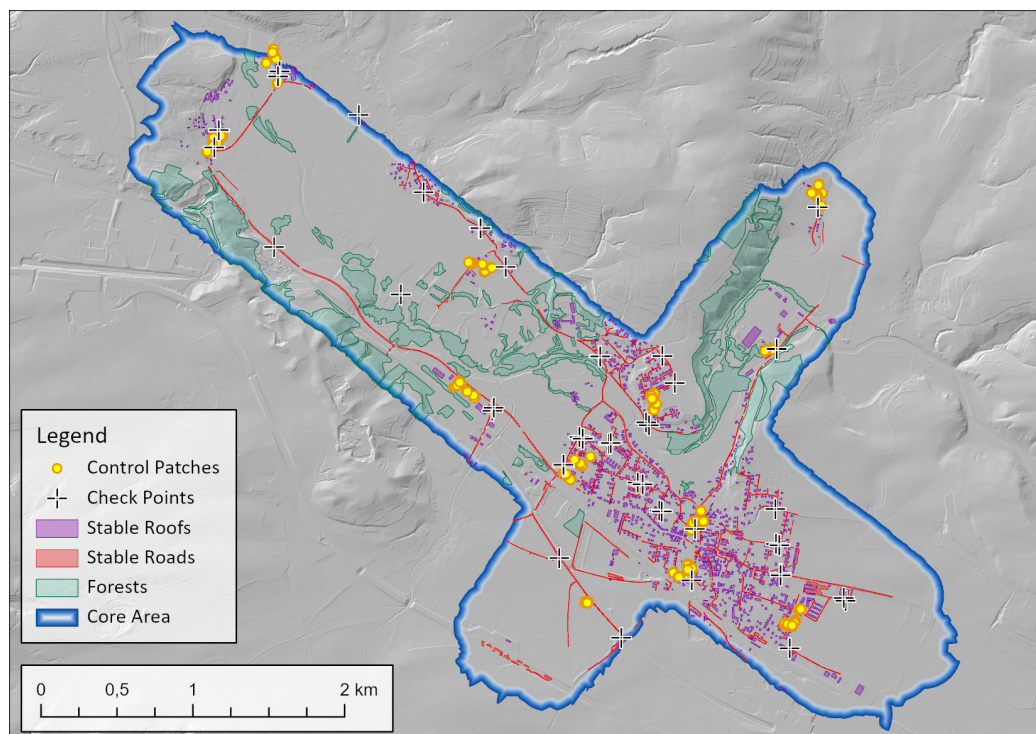 Legend
Control Patches
Check Points
Stable Roofs
Stable Roads
Forests
Core Area
0 0,5 1 2 km